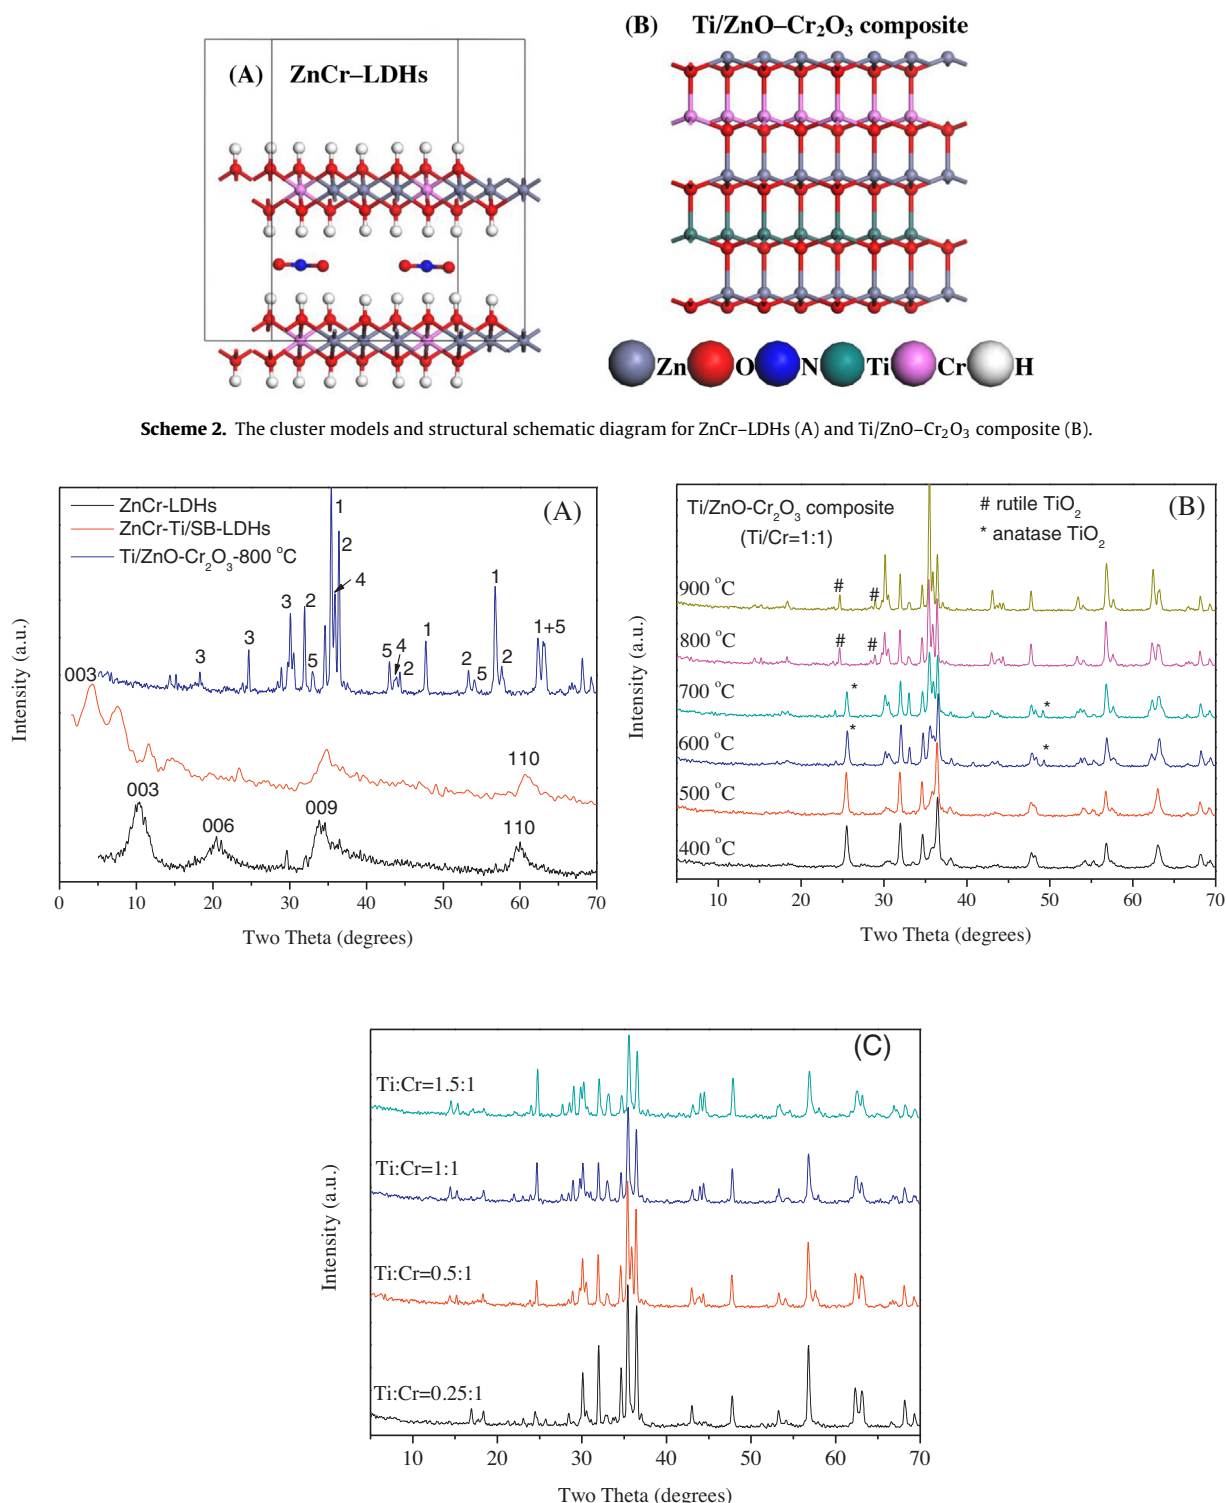 (A) ZnCr–LDHs
(B) Ti/ZnO–Cr₂O₃ composite
Zn O N Ti Cr H
Scheme 2. The cluster models and structural schematic diagram for ZnCr–LDHs (A) and Ti/ZnO–Cr₂O₃ composite (B).
(A)
ZnCr-LDHs
ZnCr-Ti/SB-LDHs
Ti/ZnO-Cr₂O₃-800 °C
1
2
4
3
2
3
5
3
5
4
2
1
2
5
1
2
1+5
003
110
003
006
009
110
Intensity (a.u.)
0 10 20 30 40 50 60 70
Two Theta (degrees)
(B)
Ti/ZnO-Cr₂O₃ composite
(Ti/Cr=1:1)
# rutile TiO₂
* anatase TiO₂
900 °C
# #
800 °C
# #
700 °C
* *
600 °C
* *
500 °C
400 °C
Intensity (a.u.)
10 20 30 40 50 60 70
Two Theta (degrees)
(C)
Ti:Cr=1.5:1
Ti:Cr=1:1
Ti:Cr=0.5:1
Ti:Cr=0.25:1
Intensity (a.u.)
10 20 30 40 50 60 70
Two Theta (degrees)